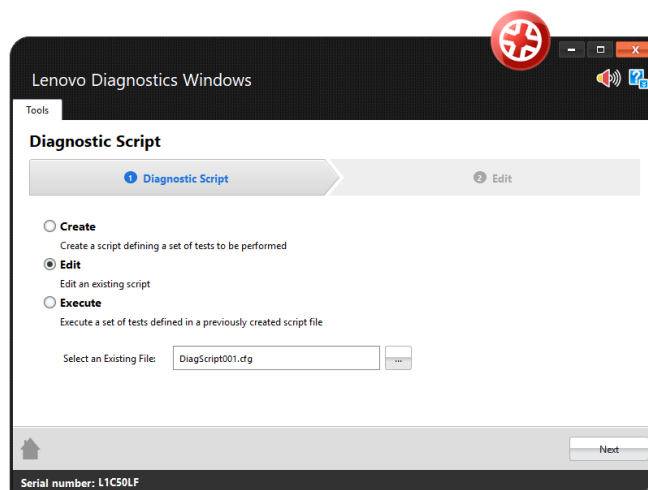 Lenovo Diagnostics Windows
Tools
Diagnostic Script
1 Diagnostic Script
2 Edit
Create
Create a script defining a set of tests to be performed
Edit
Edit an existing script
Execute
Execute a set of tests defined in a previously created script file
Select an Existing File: DiagScript001.cfg ...
Next
Serial number: L1C50LF